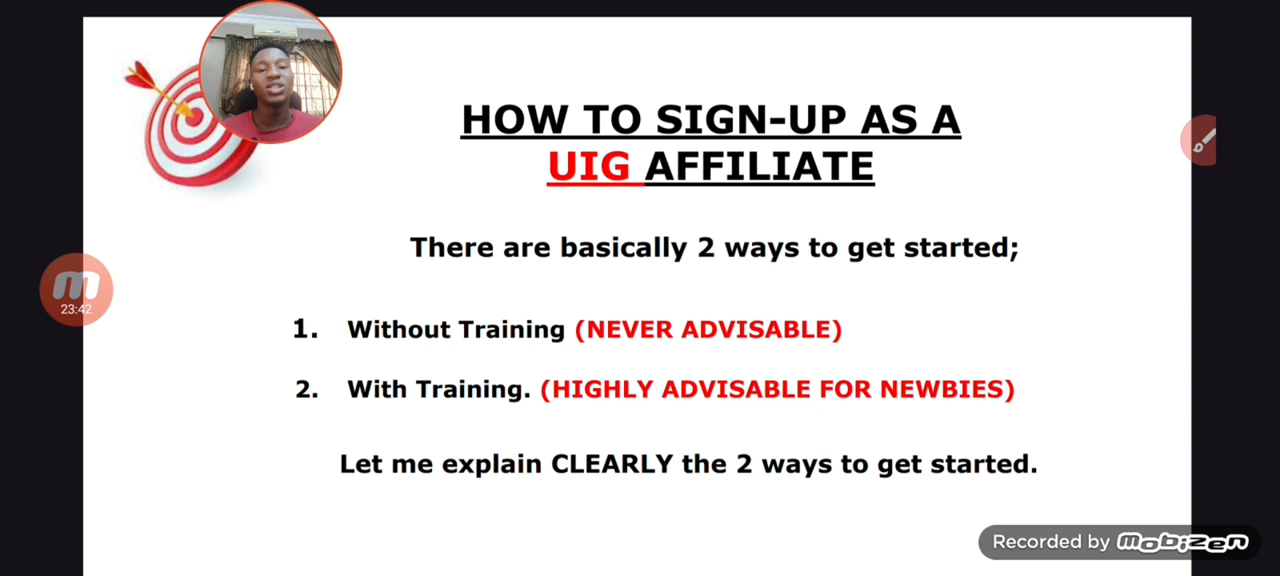 HOW TO SIGN-UP AS A
UIG AFFILIATE
There are basically 2 ways to get started;
m
23:42
1. Without Training (NEVER ADVISABLE)
2. With Training. (HIGHLY ADVISABLE FOR NEWBIES)
Let me explain CLEARLY the 2 ways to get started.
Recorded by mobizen